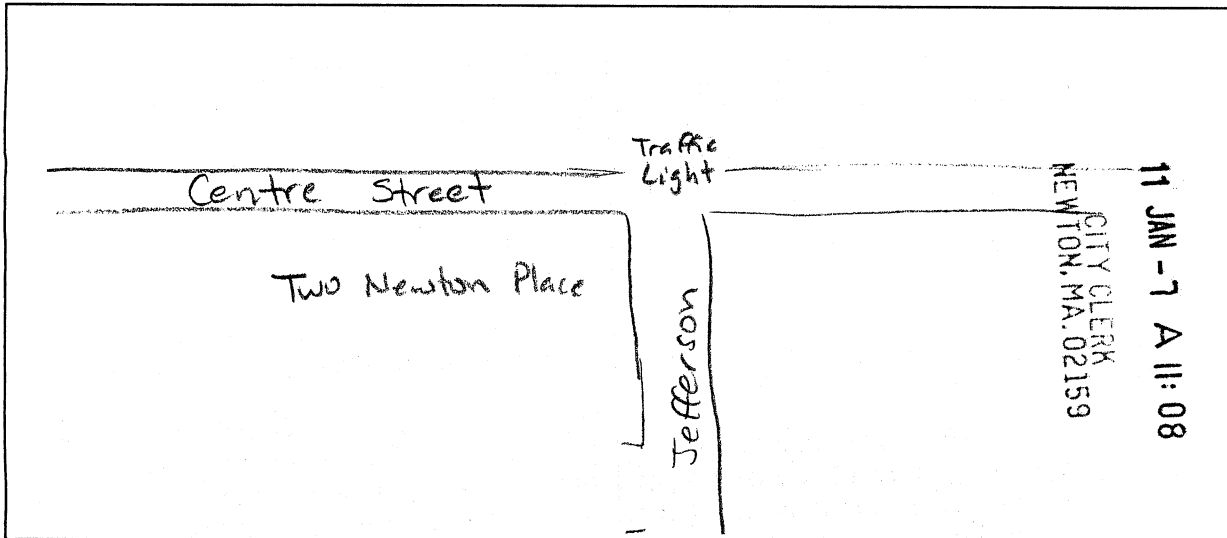 Traffic
Light
Centre Street
Two Newton Place
Jefferson
11 JAN -7 A 11:08
CITY CLERK
NEWTON, MA. 02159